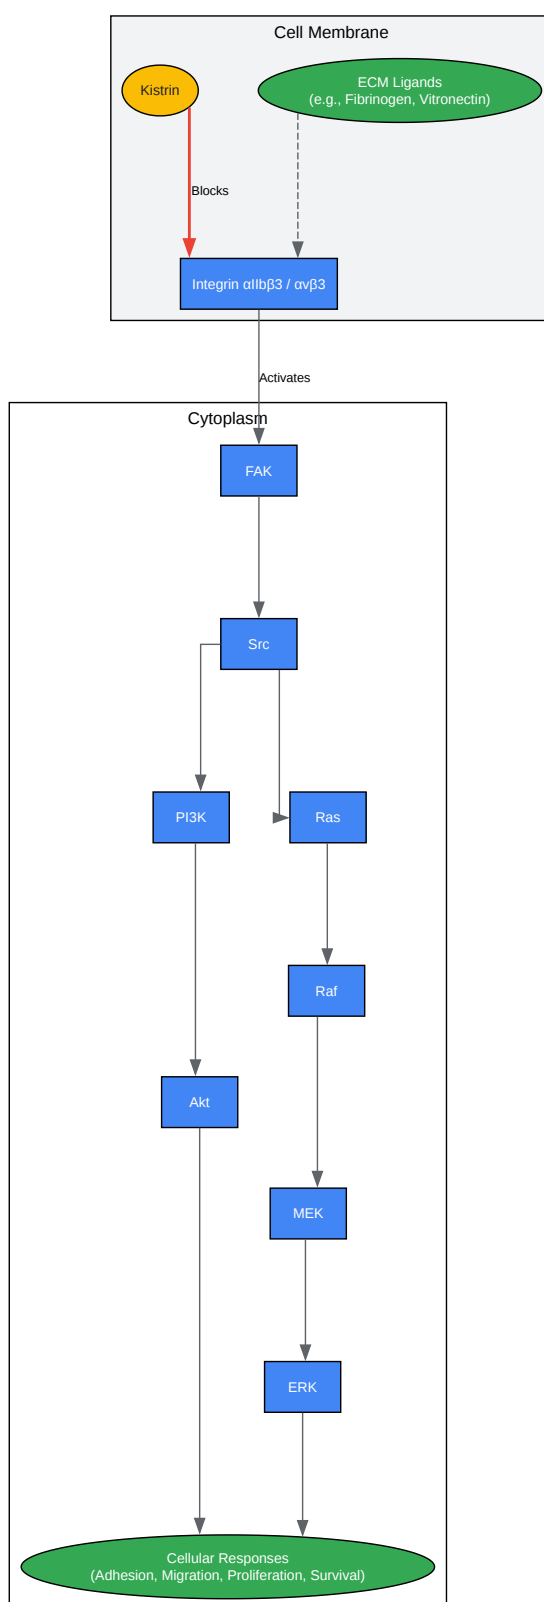 Cell Membrane
Kistrin
ECM Ligands
(e.g., Fibrinogen, Vitronectin)
Blocks
Integrin αIIbβ3 / αvβ3
Activates
Cytoplasm
FAK
Src
PI3K
Ras
Raf
Akt
MEK
ERK
Cellular Responses
(Adhesion, Migration, Proliferation, Survival)